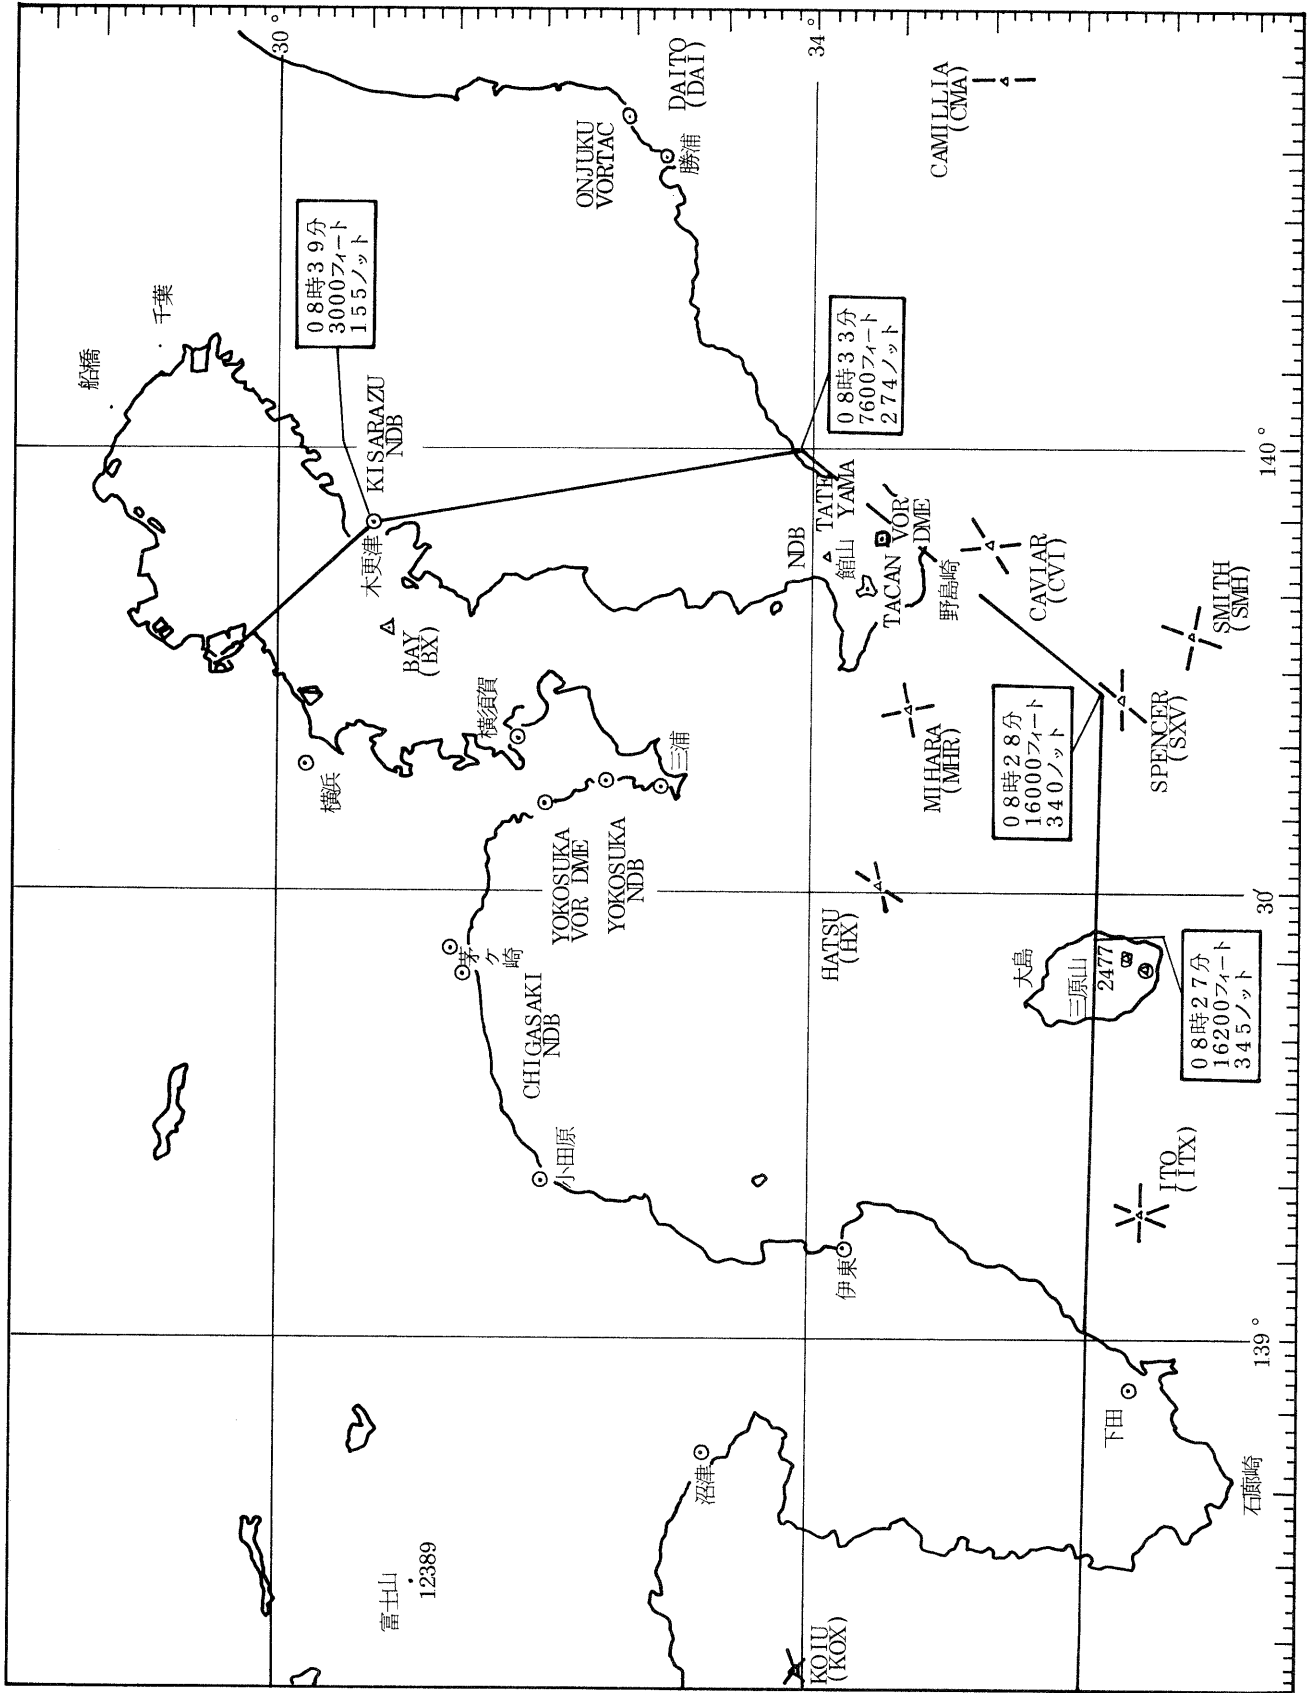 富士山
12389
KOIU
(KOX)
沼津
石廊崎
下田
139°
伊東
小田原
ITO
(ITX)
CHIGASAKI
NDB
茅ヶ
崎
大島
三原山
2477
08時27分
16200フィート
345ノット
30′
HATSU
(HX)
YOKOSUKA
VOR DME
YOKOSUKA
NDB
横浜
三浦
横須賀
MIHARA
(MHR)
08時28分
16000フィート
340ノット
SPENCER
(SXV)
SMITH
(SMH)
BAY
(BX)
木更津
KISARAZU
NDB
NDB
館山
TATE
YAMA
TACAN
VOR
DME
野島崎
CAVIAR
(CVI)
140°
船橋
千葉
08時39分
3000フィート
155ノット
08時33分
7600フィート
274ノット
ONJUKU
VORTAC
勝浦
DAITO
(DAI)
CAMILLIA
(CMA)
30°
34°